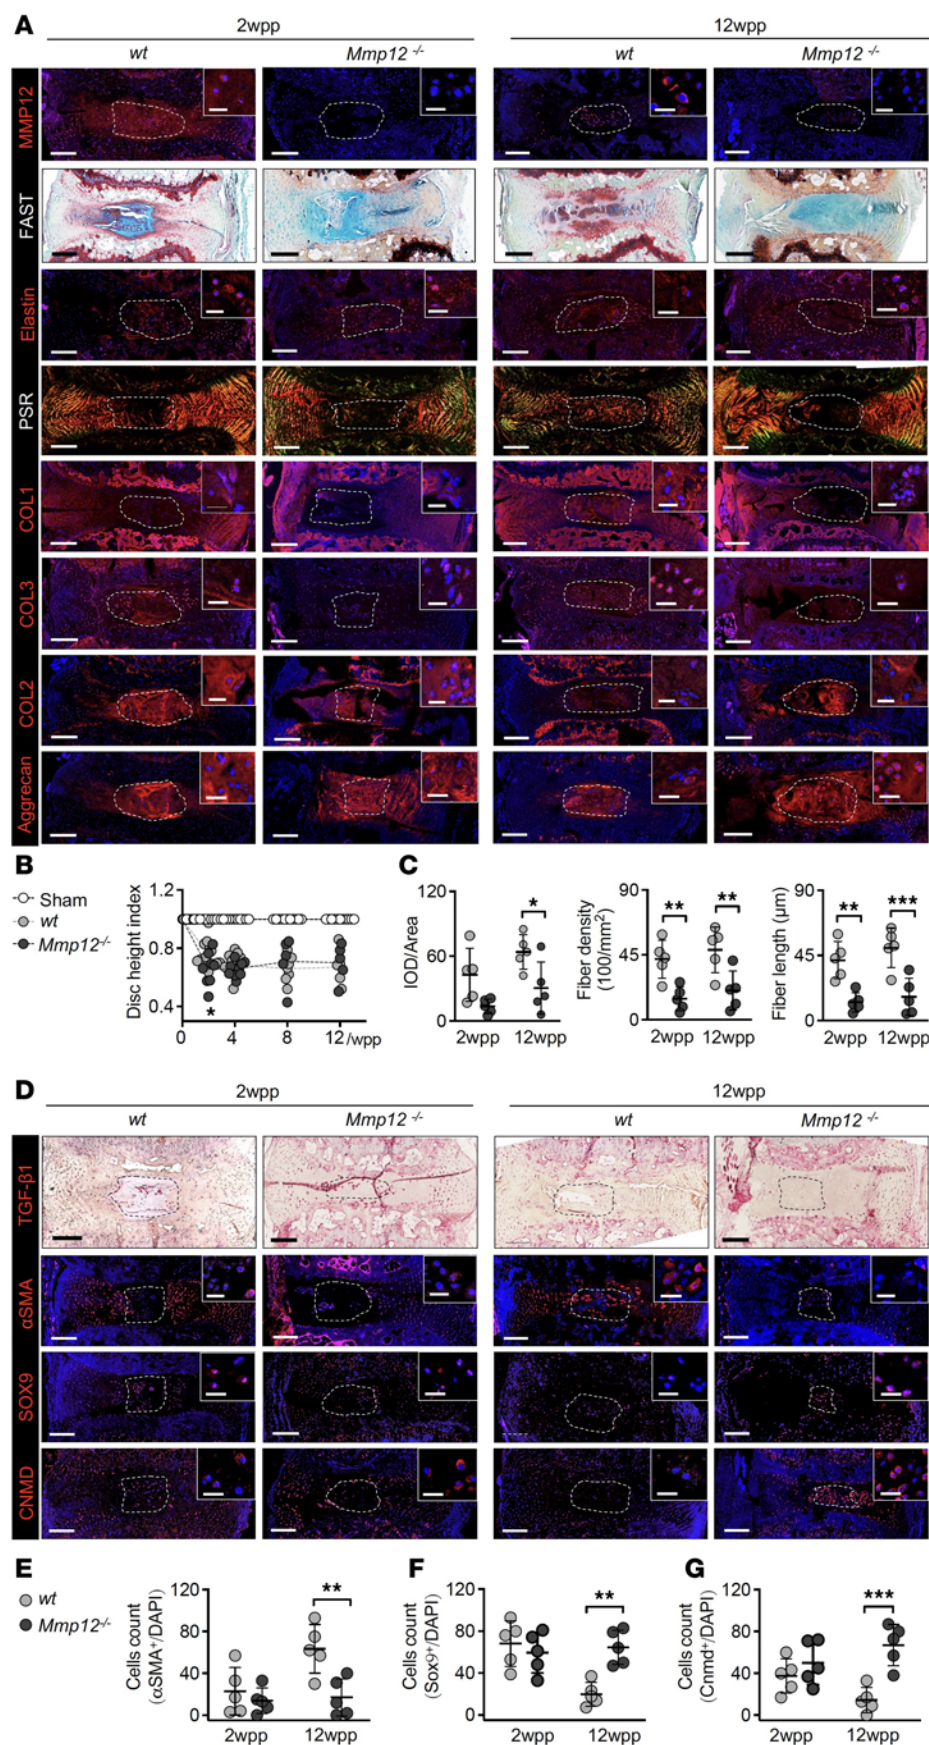 A
2wpp 12wpp
wt Mmp12 -/- wt Mmp12 -/-
MMP12
FAST
Elastin
PSR
COL1
COL3
COL2
Aggrecan
B
Sham
wt
Mmp12-/-
Disc height index
1.2
0.8
0.4
*
0 4 8 12 /wpp
C
IOD/Area
120
60
0
*
2wpp 12wpp
Fiber density
(100/mm²)
90
45
0
** **
2wpp 12wpp
Fiber length (µm)
90
45
0
** ***
2wpp 12wpp
D
2wpp 12wpp
wt Mmp12 -/- wt Mmp12 -/-
TGF-β1
αSMA
SOX9
CNMD
E
wt
Mmp12-/-
Cells count
(αSMA+/DAPI)
120
80
40
0
**
2wpp 12wpp
F
Cells count
(Sox9+/DAPI)
120
80
40
0
**
2wpp 12wpp
G
Cells count
(Cnmd+/DAPI)
120
80
40
0
***
2wpp 12wpp